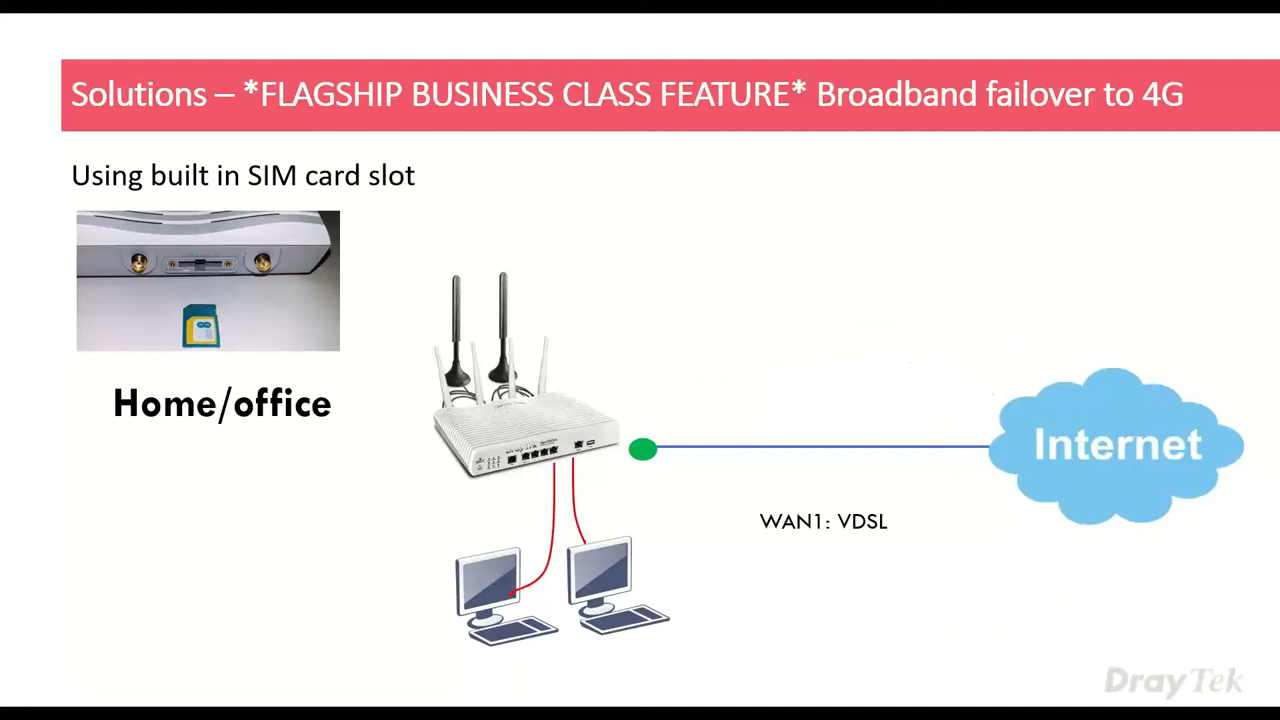 Solutions – *FLAGSHIP BUSINESS CLASS FEATURE* Broadband failover to 4G
Using built in SIM card slot
Home/office
DrayTek
Internet
WAN1: VDSL
DrayTek